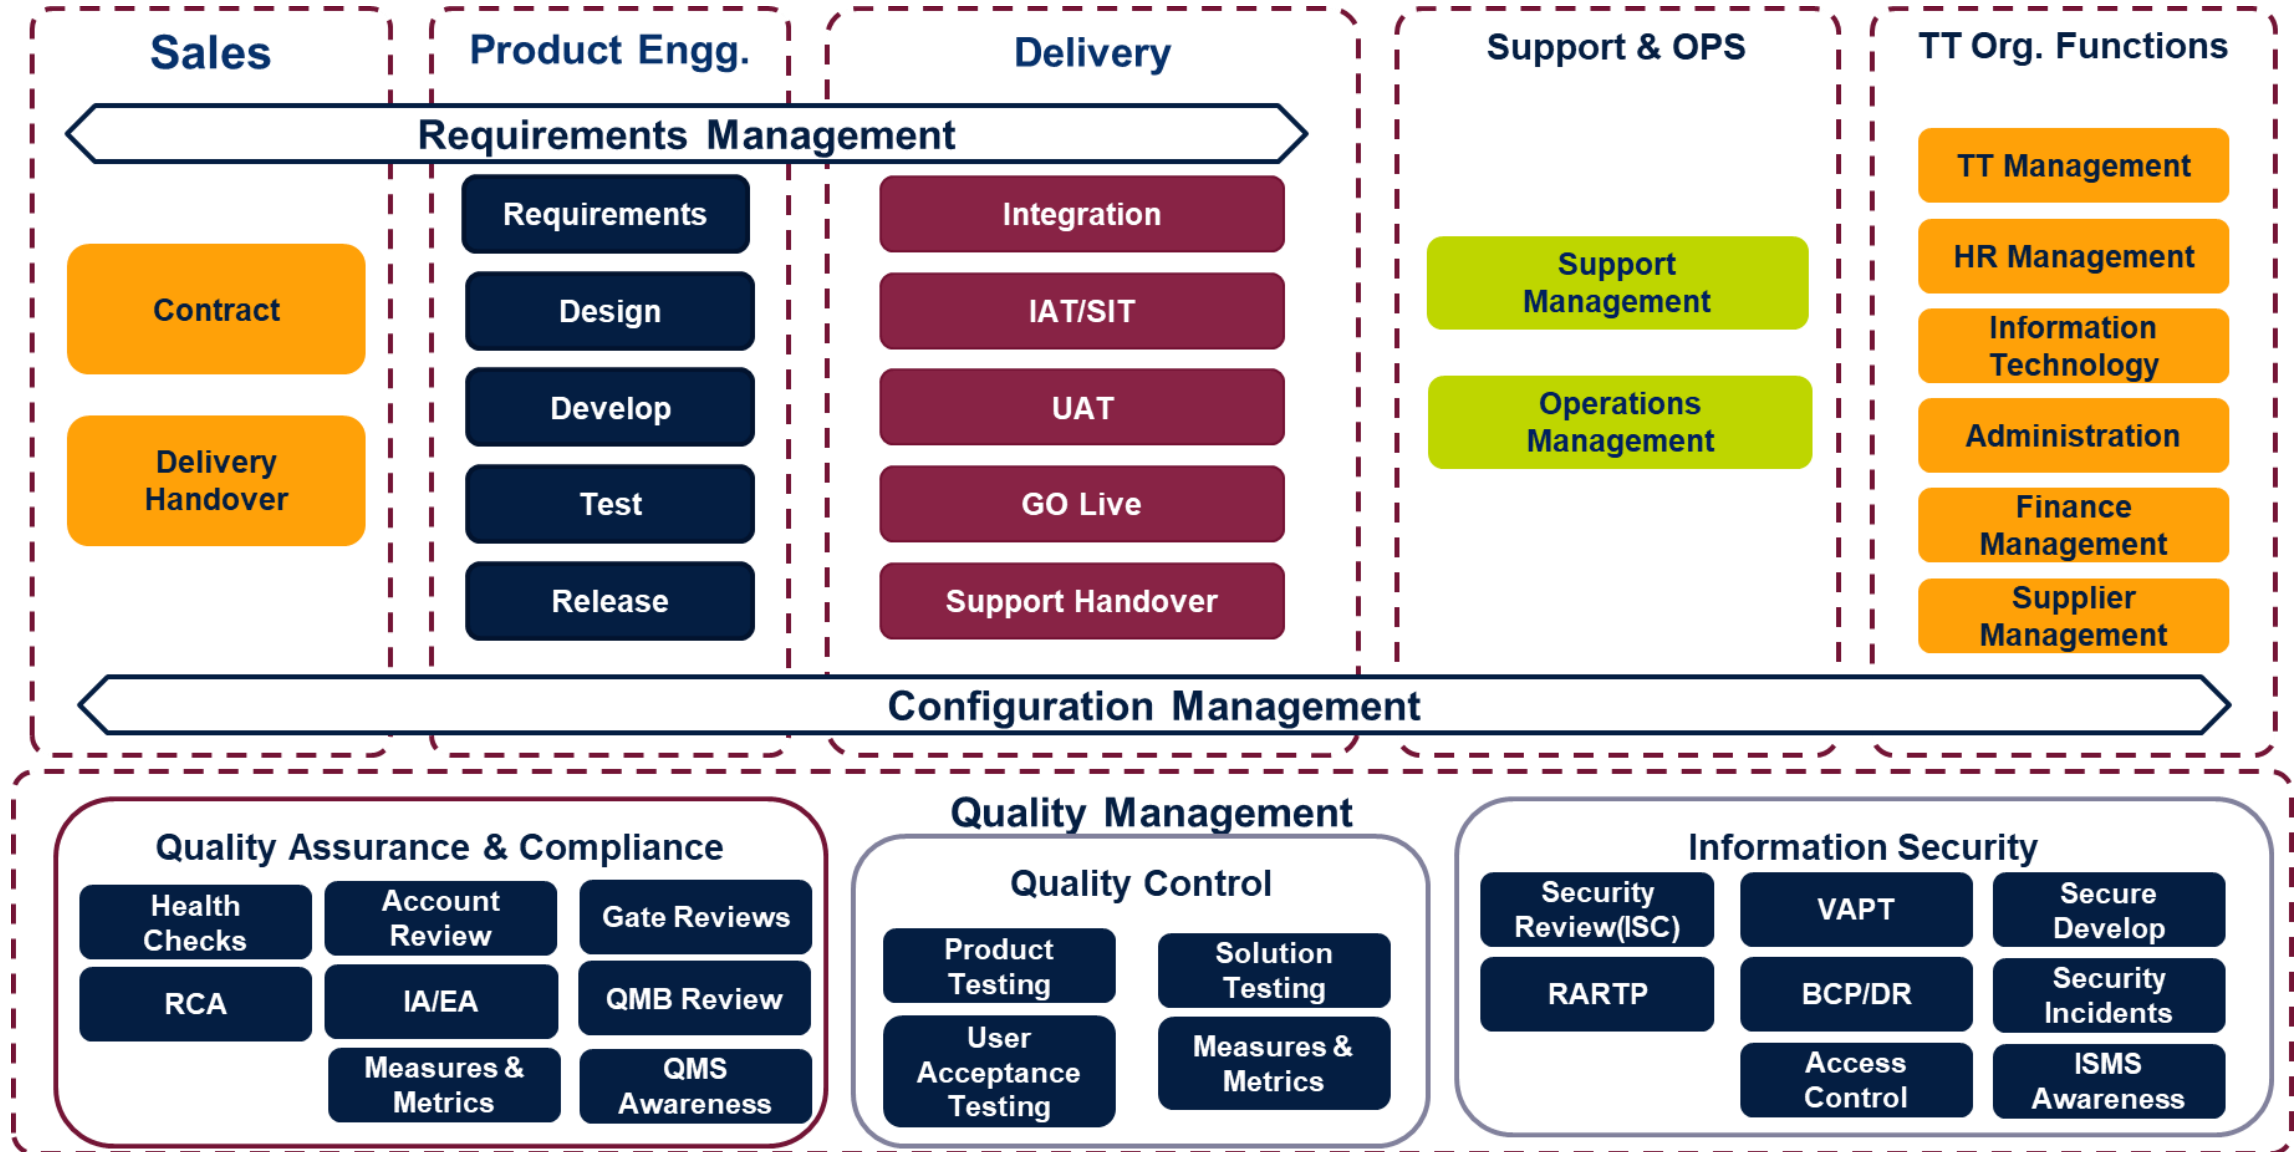 Sales
Product Engg.
Delivery
Support & OPS
TT Org. Functions
Requirements Management
Contract
Delivery
Handover
Requirements
Design
Develop
Test
Release
Integration
IAT/SIT
UAT
GO Live
Support Handover
Support
Management
Operations
Management
TT Management
HR Management
Information
Technology
Administration
Finance
Management
Supplier
Management
Configuration Management
Quality Management
Quality Assurance & Compliance
Health
Checks
Account
Review
Gate Reviews
RCA
IA/EA
QMB Review
Measures &
Metrics
QMS
Awareness
Quality Control
Product
Testing
Solution
Testing
User
Acceptance
Testing
Measures &
Metrics
Information Security
Security
Review(ISC)
VAPT
Secure
Develop
RARTP
BCP/DR
Security
Incidents
Access
Control
ISMS
Awareness